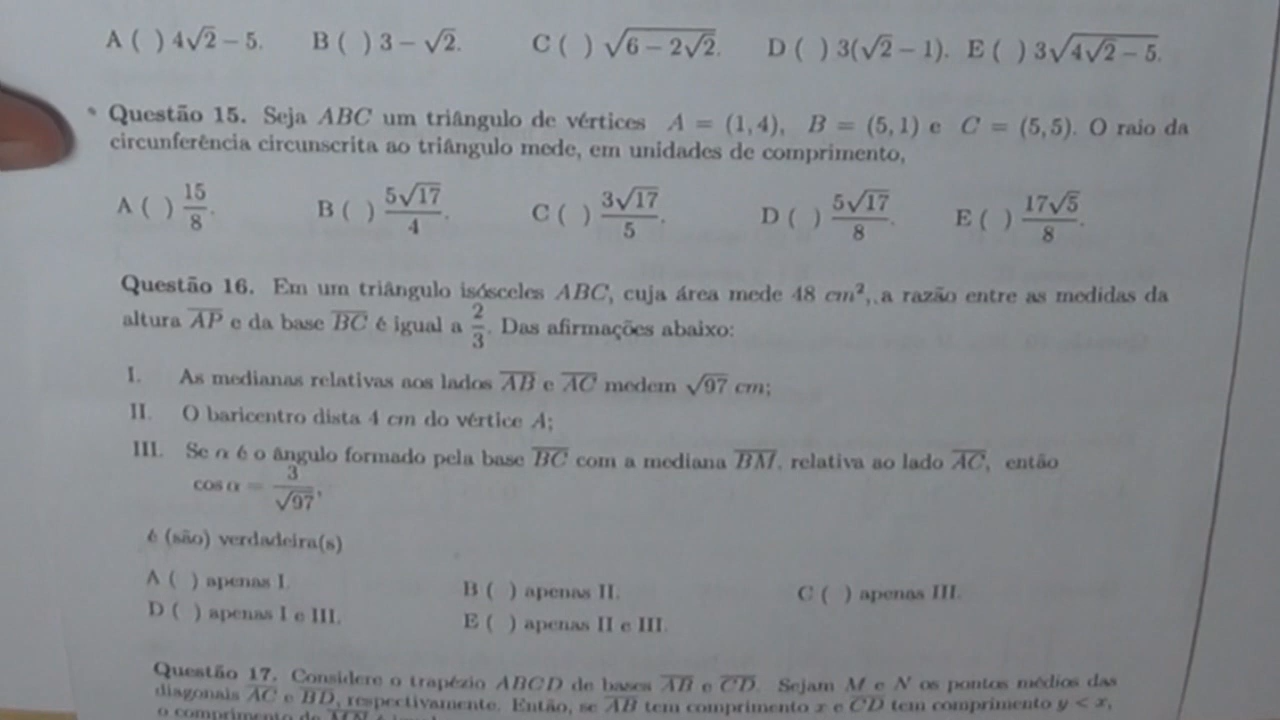 A ( ) 4√2 − 5. B ( ) 3 − √2. C ( ) √(6 − 2√2). D ( ) 3(√2 − 1). E ( ) 3√(4√2 − 5).
Questão 15. Seja ABC um triângulo de vértices A = (1, 4), B = (5, 1) e C = (5, 5). O raio da
circunferência circunscrita ao triângulo mede, em unidades de comprimento,
A ( ) 15/8. B ( ) 5√17/4. C ( ) 3√17/5. D ( ) 5√17/8. E ( ) 17√5/8.
Questão 16. Em um triângulo isósceles ABC, cuja área mede 48 cm², a razão entre as medidas da
altura AP e da base BC é igual a 2/3. Das afirmações abaixo:
I. As medianas relativas aos lados AB e AC medem √97 cm;
II. O baricentro dista 4 cm do vértice A;
III. Se α é o ângulo formado pela base BC com a mediana BM, relativa ao lado AC, então
cos α = 3/√97,
é (são) verdadeira(s)
A ( ) apenas I. B ( ) apenas II. C ( ) apenas III.
D ( ) apenas I e III. E ( ) apenas II e III.
Questão 17. Considere o trapézio ABCD de bases AB e CD. Sejam M e N os pontos médios das
diagonais AC e BD, respectivamente. Então, se AB tem comprimento x e CD tem comprimento y < x,
o comprimento de MN